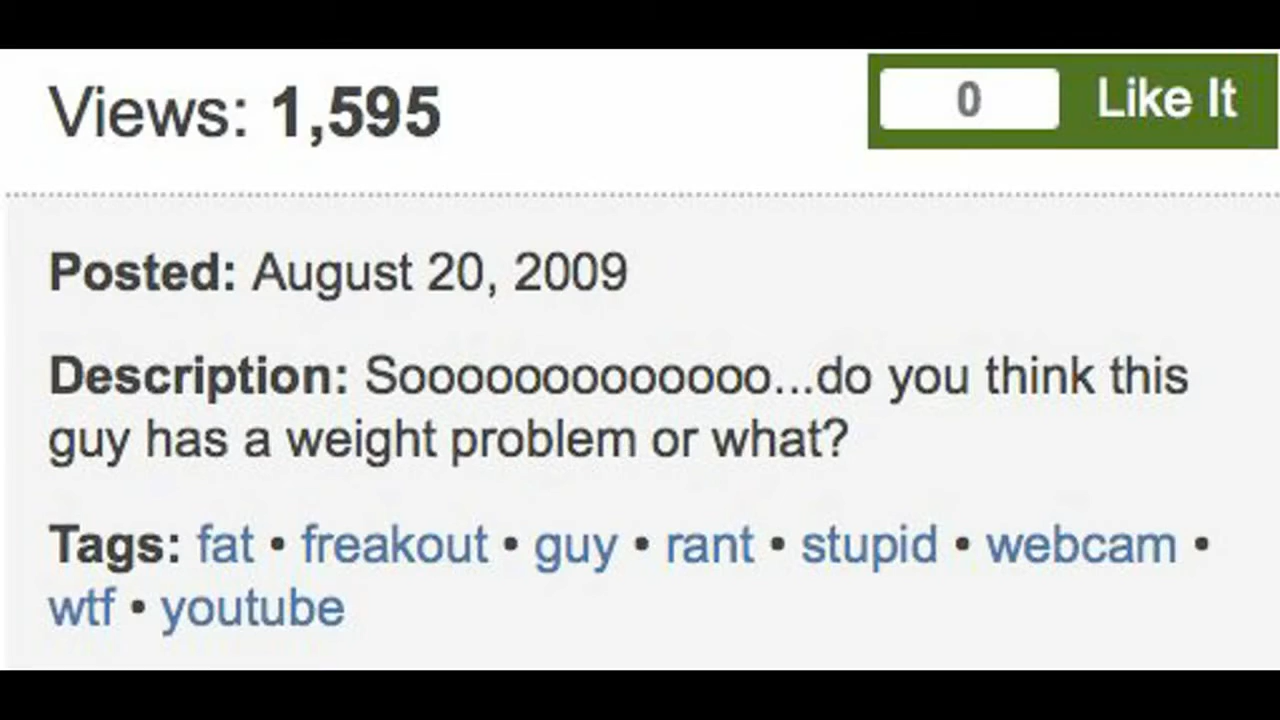 Views: 1,595
0 Like It
Posted: August 20, 2009
Description: Sooooooooooooo...do you think this
guy has a weight problem or what?
Tags: fat • freakout • guy • rant • stupid • webcam •
wtf • youtube